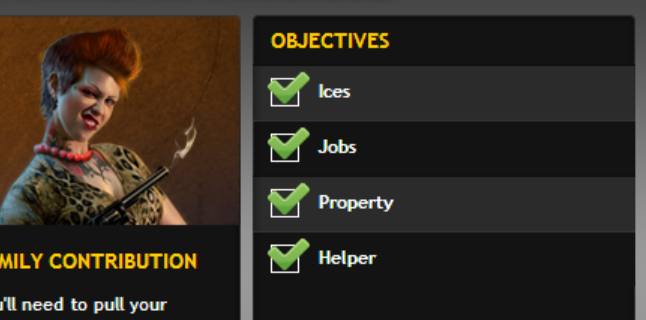 OBJECTIVES
Ices
Jobs
Property
Helper
MILY CONTRIBUTION
u'll need to pull your